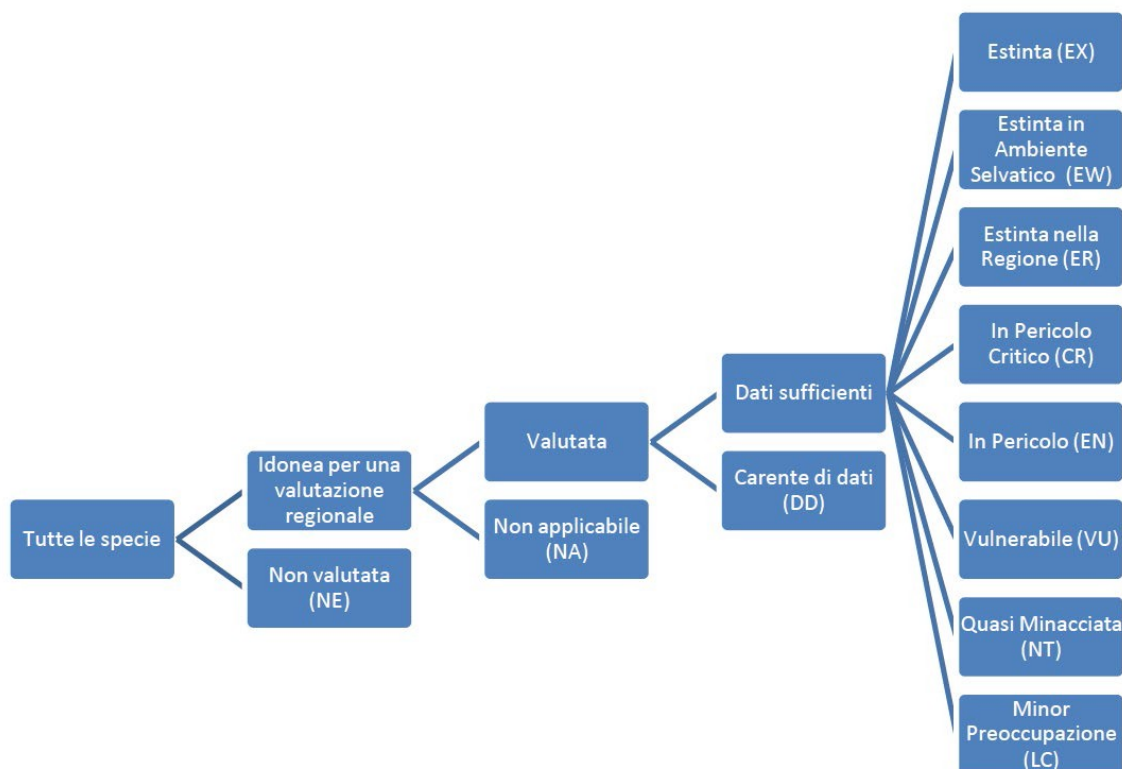 Tutte le specie
Idonea per una
valutazione
regionale
Non valutata
(NE)
Valutata
Non applicabile
(NA)
Dati sufficienti
Carente di dati
(DD)
Estinta (EX)
Estinta in
Ambiente
Selvatico (EW)
Estinta nella
Regione (ER)
In Pericolo
Critico (CR)
In Pericolo (EN)
Vulnerabile (VU)
Quasi Minacciata
(NT)
Minor
Preoccupazione
(LC)